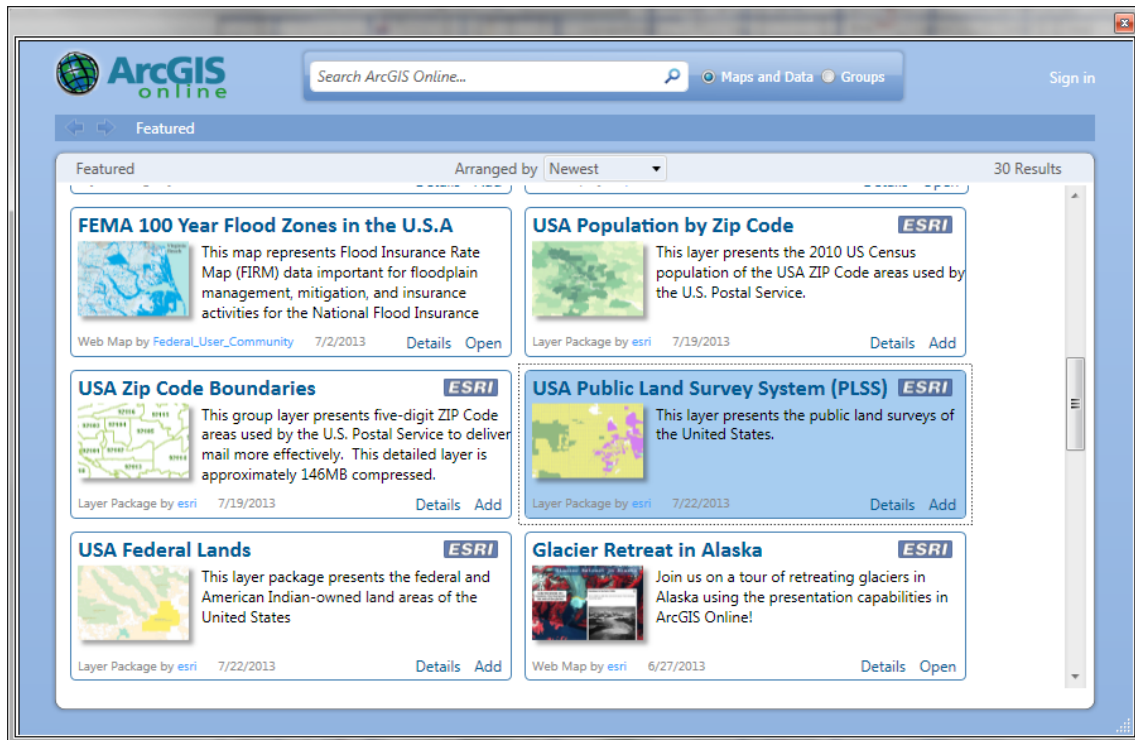 ArcGIS
online
Search ArcGIS Online...
Maps and Data
Groups
Sign in
Featured
Featured
Arranged by Newest
30 Results
FEMA 100 Year Flood Zones in the U.S.A
This map represents Flood Insurance Rate
Map (FIRM) data important for floodplain
management, mitigation, and insurance
activities for the National Flood Insurance
Web Map by Federal_User_Community 7/2/2013 Details Open
USA Population by Zip Code
ESRI
This layer presents the 2010 US Census
population of the USA ZIP Code areas used by
the U.S. Postal Service.
Layer Package by esri 7/19/2013 Details Add
USA Zip Code Boundaries
ESRI
This group layer presents five-digit ZIP Code
areas used by the U.S. Postal Service to deliver
mail more effectively. This detailed layer is
approximately 146MB compressed.
Layer Package by esri 7/19/2013 Details Add
USA Public Land Survey System (PLSS)
ESRI
This layer presents the public land surveys of
the United States.
Layer Package by esri 7/22/2013 Details Add
USA Federal Lands
ESRI
This layer package presents the federal and
American Indian-owned land areas of the
United States
Layer Package by esri 7/22/2013 Details Add
Glacier Retreat in Alaska
ESRI
Join us on a tour of retreating glaciers in
Alaska using the presentation capabilities in
ArcGIS Online!
Web Map by esri 6/27/2013 Details Open